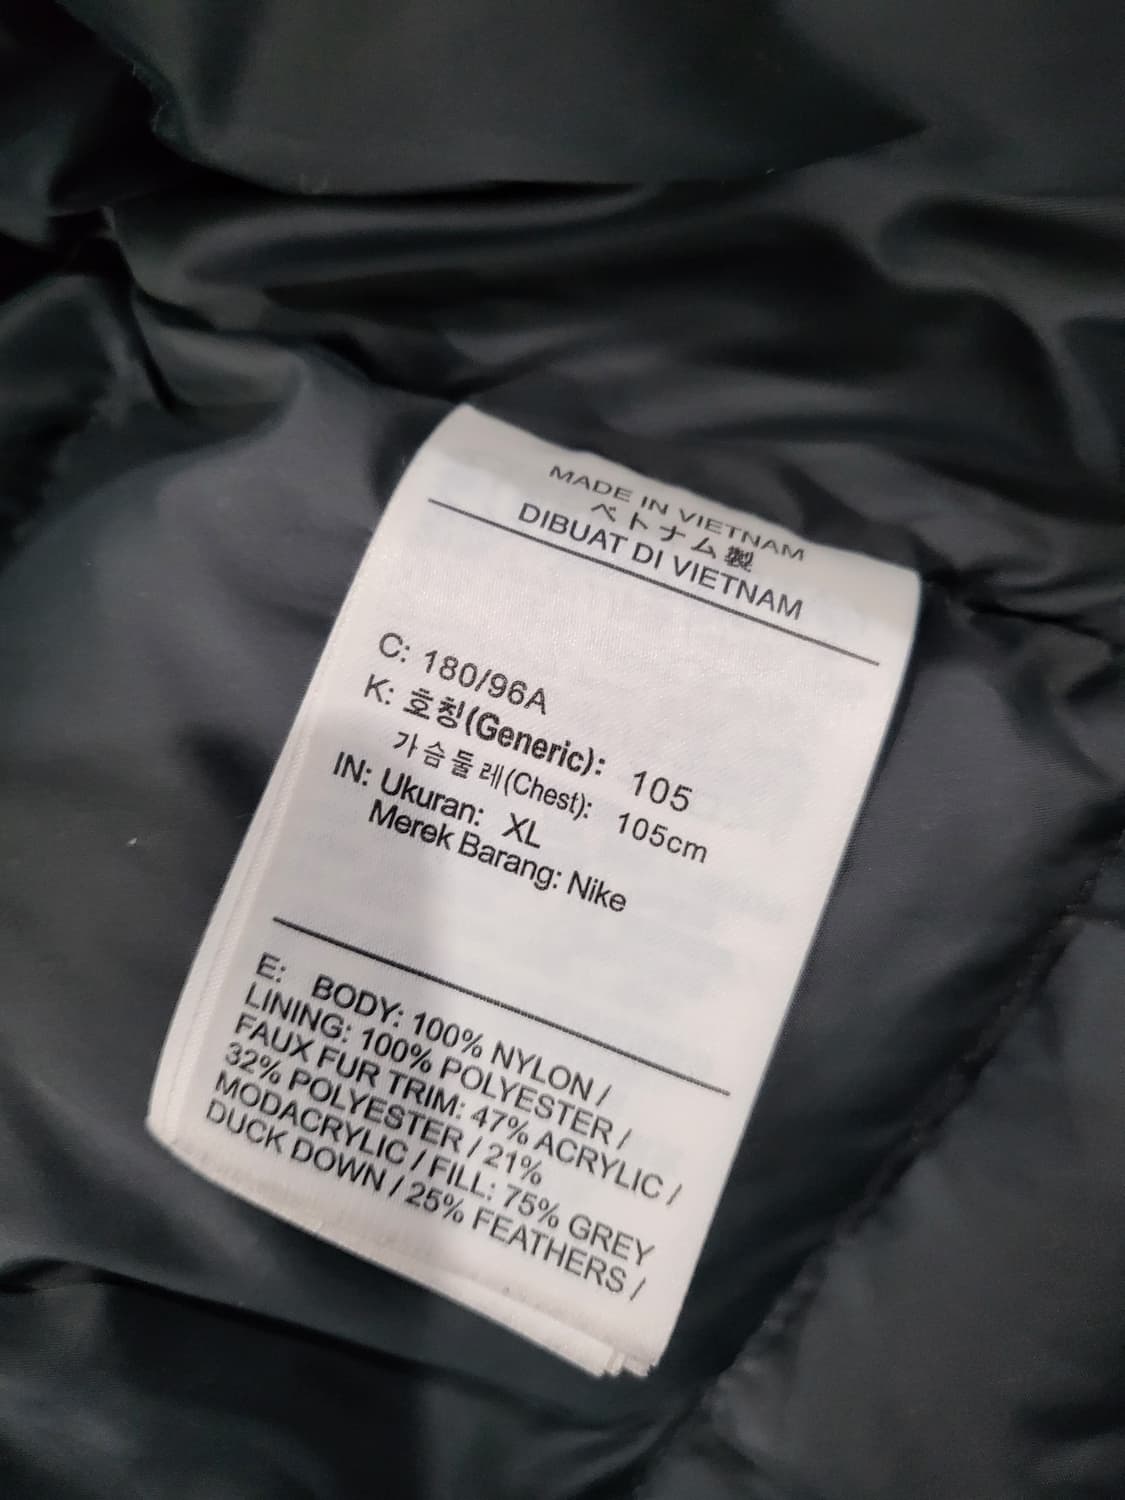 MADE IN VIETNAM
ベトナム製
DIBUAT DI VIETNAM
C: 180/96A
K: 호칭(Generic): 105
가슴둘레(Chest): 105cm
IN: Ukuran: XL
Merek Barang: Nike
E: BODY: 100% NYLON /
LINING: 100% POLYESTER /
FAUX FUR TRIM: 47% ACRYLIC /
32% POLYESTER / 21%
MODACRYLIC / FILL: 75% GREY
DUCK DOWN / 25% FEATHERS /